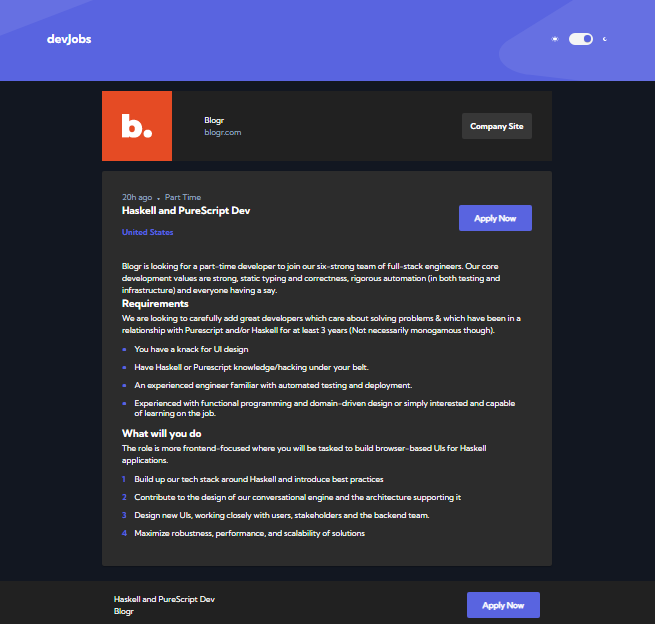 devJobs
b.
Blogr
blogr.com
Company Site
20h ago . Part Time
Haskell and PureScript Dev
United States
Apply Now
Blogr is looking for a part-time developer to join our six-strong team of full-stack engineers. Our core
development values are strong, static typing and correctness, rigorous automation (in both testing and
infrastructure) and everyone having a say.
Requirements
We are looking to carefully add great developers which care about solving problems & which have been in a
relationship with Purescript and/or Haskell for at least 3 years (Not necessarily monogamous though).
• You have a knack for UI design
• Have Haskell or Purescript knowledge/hacking under your belt.
• An experienced engineer familiar with automated testing and deployment.
• Experienced with functional programming and domain-driven design or simply interested and capable
of learning on the job.
What will you do
The role is more frontend-focused where you will be tasked to build browser-based UIs for Haskell
applications.
1 Build up our tech stack around Haskell and introduce best practices
2 Contribute to the design of our conversational engine and the architecture supporting it
3 Design new UIs, working closely with users, stakeholders and the backend team.
4 Maximize robustness, performance, and scalability of solutions
Haskell and PureScript Dev
Blogr
Apply Now